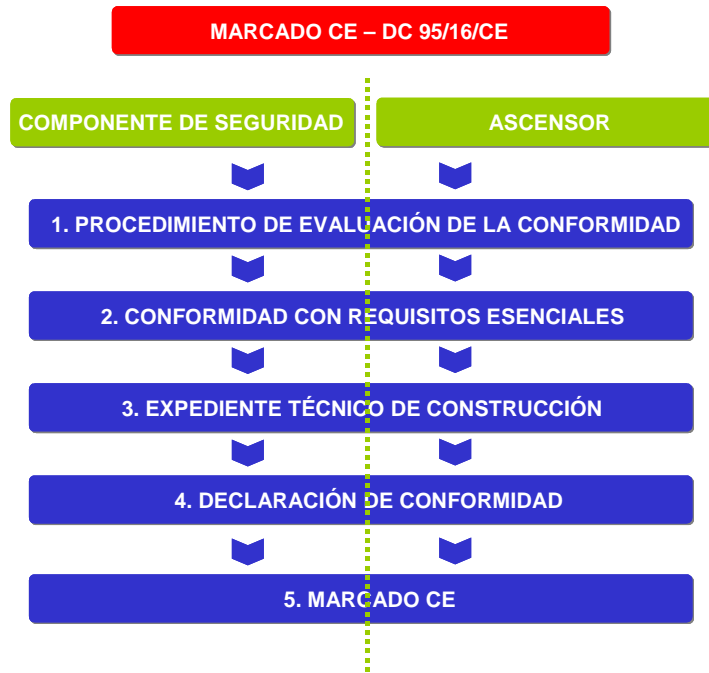 MARCADO CE – DC 95/16/CE
COMPONENTE DE SEGURIDAD
ASCENSOR
1. PROCEDIMIENTO DE EVALUACIÓN DE LA CONFORMIDAD
2. CONFORMIDAD CON REQUISITOS ESENCIALES
3. EXPEDIENTE TÉCNICO DE CONSTRUCCIÓN
4. DECLARACIÓN DE CONFORMIDAD
5. MARCADO CE